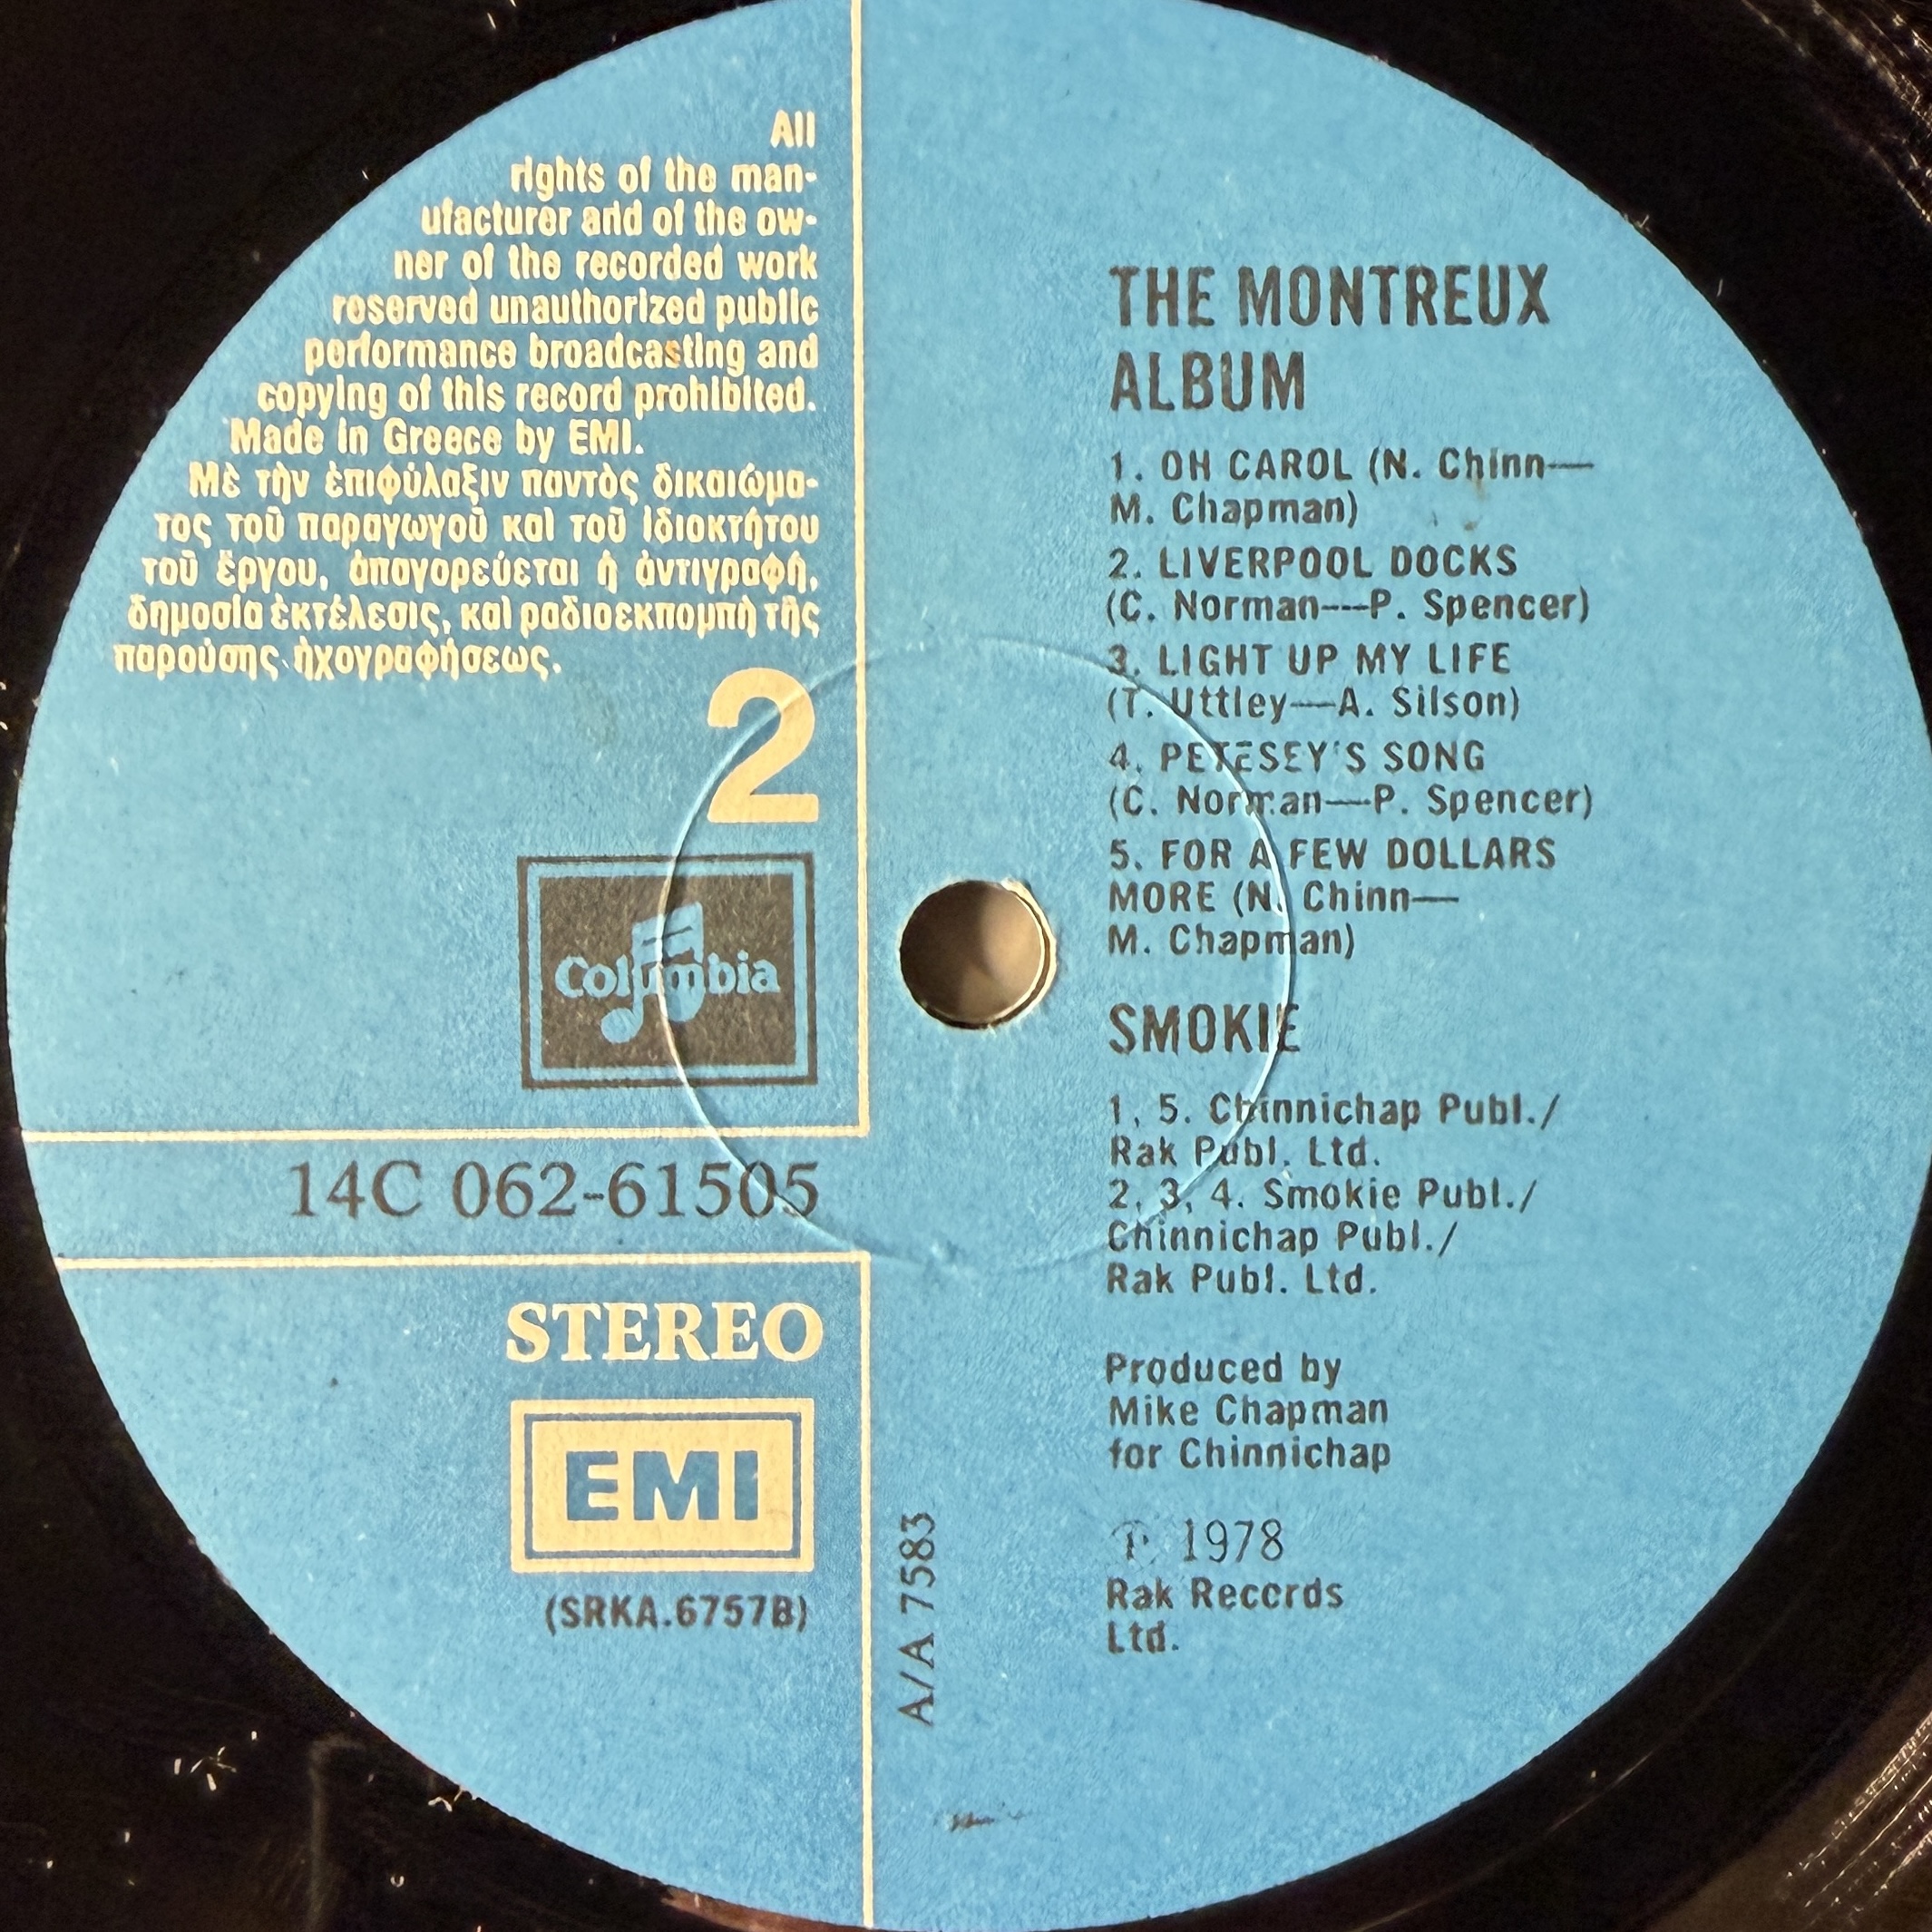 All
rights of the man-
ufacturer and of the ow-
ner of the recorded work
reserved unauthorized public
performance broadcasting and
copying of this record prohibited.
Made in Greece by EMI.
Μὲ τὴν ἐπιφύλαξιν παντὸς δικαιώμα-
τος τοῦ παραγωγοῦ καὶ τοῦ ἰδιοκτήτου
τοῦ ἔργου, ἀπαγορεύεται ἡ ἀντιγραφή,
δημοσία ἐκτέλεσις, καὶ ραδιοεκπομπὴ τῆς
παρούσης ἠχογραφήσεως.
2
Columbia
14C 062-61505
STEREO
EMI
(SRKA.6757B)
A/A 7583
THE MONTREUX
ALBUM
1. OH CAROL (N. Chinn—
M. Chapman)
2. LIVERPOOL DOCKS
(C. Norman—P. Spencer)
3. LIGHT UP MY LIFE
(T. Uttley—A. Silson)
4. PETESEY'S SONG
(C. Norman—P. Spencer)
5. FOR A FEW DOLLARS
MORE (N. Chinn—
M. Chapman)
SMOKIE
1, 5. Chinnichap Publ./
Rak Publ. Ltd.
2, 3, 4. Smokie Publ./
Chinnichap Publ./
Rak Publ. Ltd.
Produced by
Mike Chapman
for Chinnichap
℗ 1978
Rak Records
Ltd.